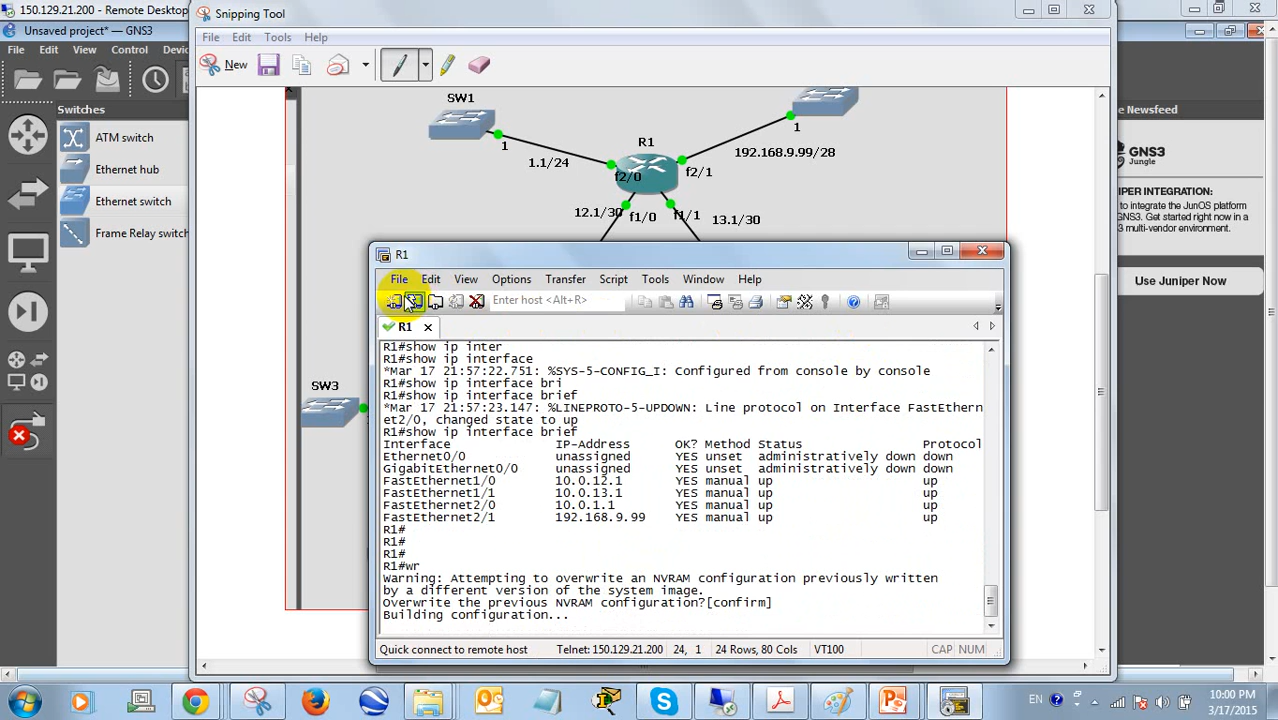 150.129.21.200 - Remote Desktop
Snipping Tool
Unsaved project* — GNS3
File Edit View Control
File Edit Tools Help
New
Switches
ATM switch
Ethernet hub
Ethernet switch
Frame Relay switch
SW1
1
1.1/24
R1
f2/0
f2/1
1
192.168.9.99/28
12.1/30
f1/0
f1/1
13.1/30
SW3
e Newsfeed
GNS3
Jungle
IPER INTEGRATION:
to integrate the JunOS platform
GNS3. Get started right now in a
3 multi-vendor environment.
Use Juniper Now
R1
File Edit View Options Transfer Script Tools Window Help
Enter host <Alt+R>
R1
R1#show ip inter
R1#show ip interface
*Mar 17 21:57:22.751: %SYS-5-CONFIG_I: Configured from console by console
R1#show ip interface bri
R1#show ip interface brief
*Mar 17 21:57:23.147: %LINEPROTO-5-UPDOWN: Line protocol on Interface FastEthern
et2/0, changed state to up
R1#show ip interface brief
Interface IP-Address OK? Method Status Protocol
Ethernet0/0 unassigned YES unset administratively down down
GigabitEthernet0/0 unassigned YES unset administratively down down
FastEthernet1/0 10.0.12.1 YES manual up up
FastEthernet1/1 10.0.13.1 YES manual up up
FastEthernet2/0 10.0.1.1 YES manual up up
FastEthernet2/1 192.168.9.99 YES manual up up
R1#
R1#
R1#
R1#wr
Warning: Attempting to overwrite an NVRAM configuration previously written
by a different version of the system image.
Overwrite the previous NVRAM configuration?[confirm]
Building configuration...
Quick connect to remote host Telnet: 150.129.21.200 24, 1 24 Rows, 80 Cols VT100 CAP NUM
EN
10:00 PM
3/17/2015